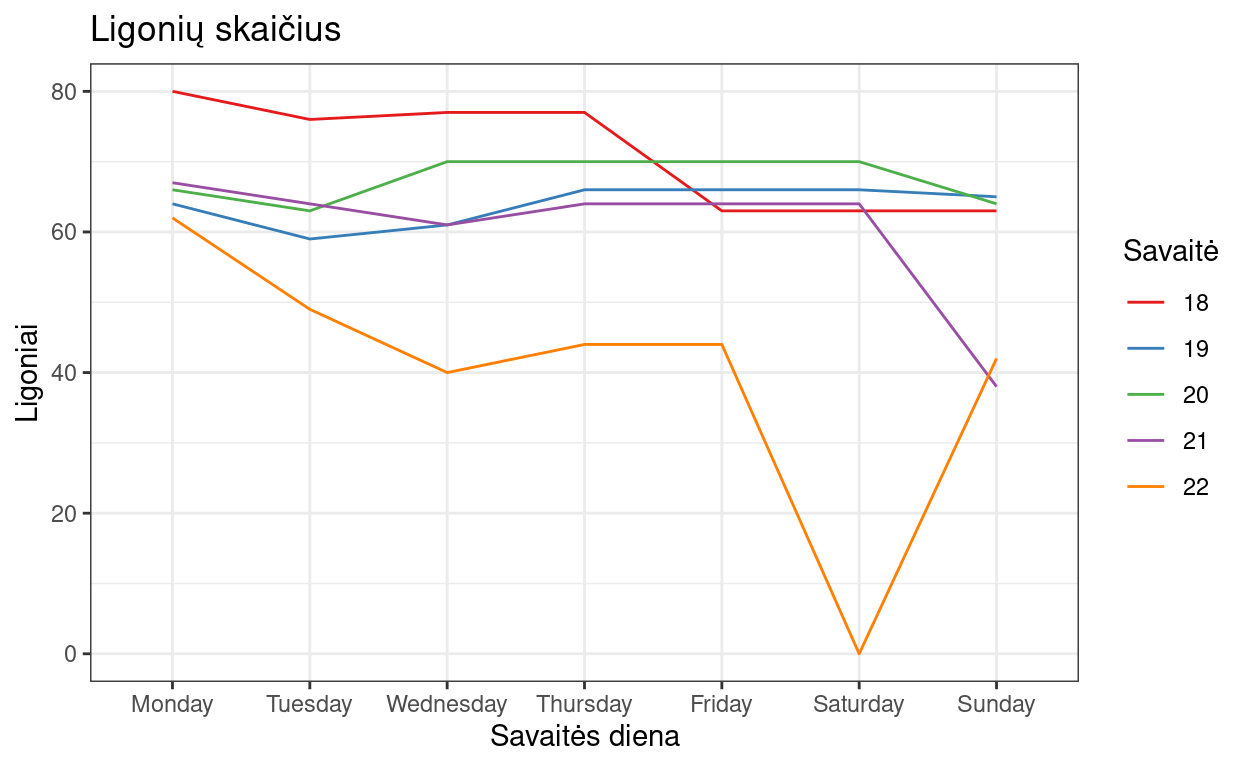 Ligonių skaičius
80
60
40
20
0
Ligoniai
Monday Tuesday Wednesday Thursday Friday Saturday Sunday
Savaitės diena
Savaitė
18
19
20
21
22